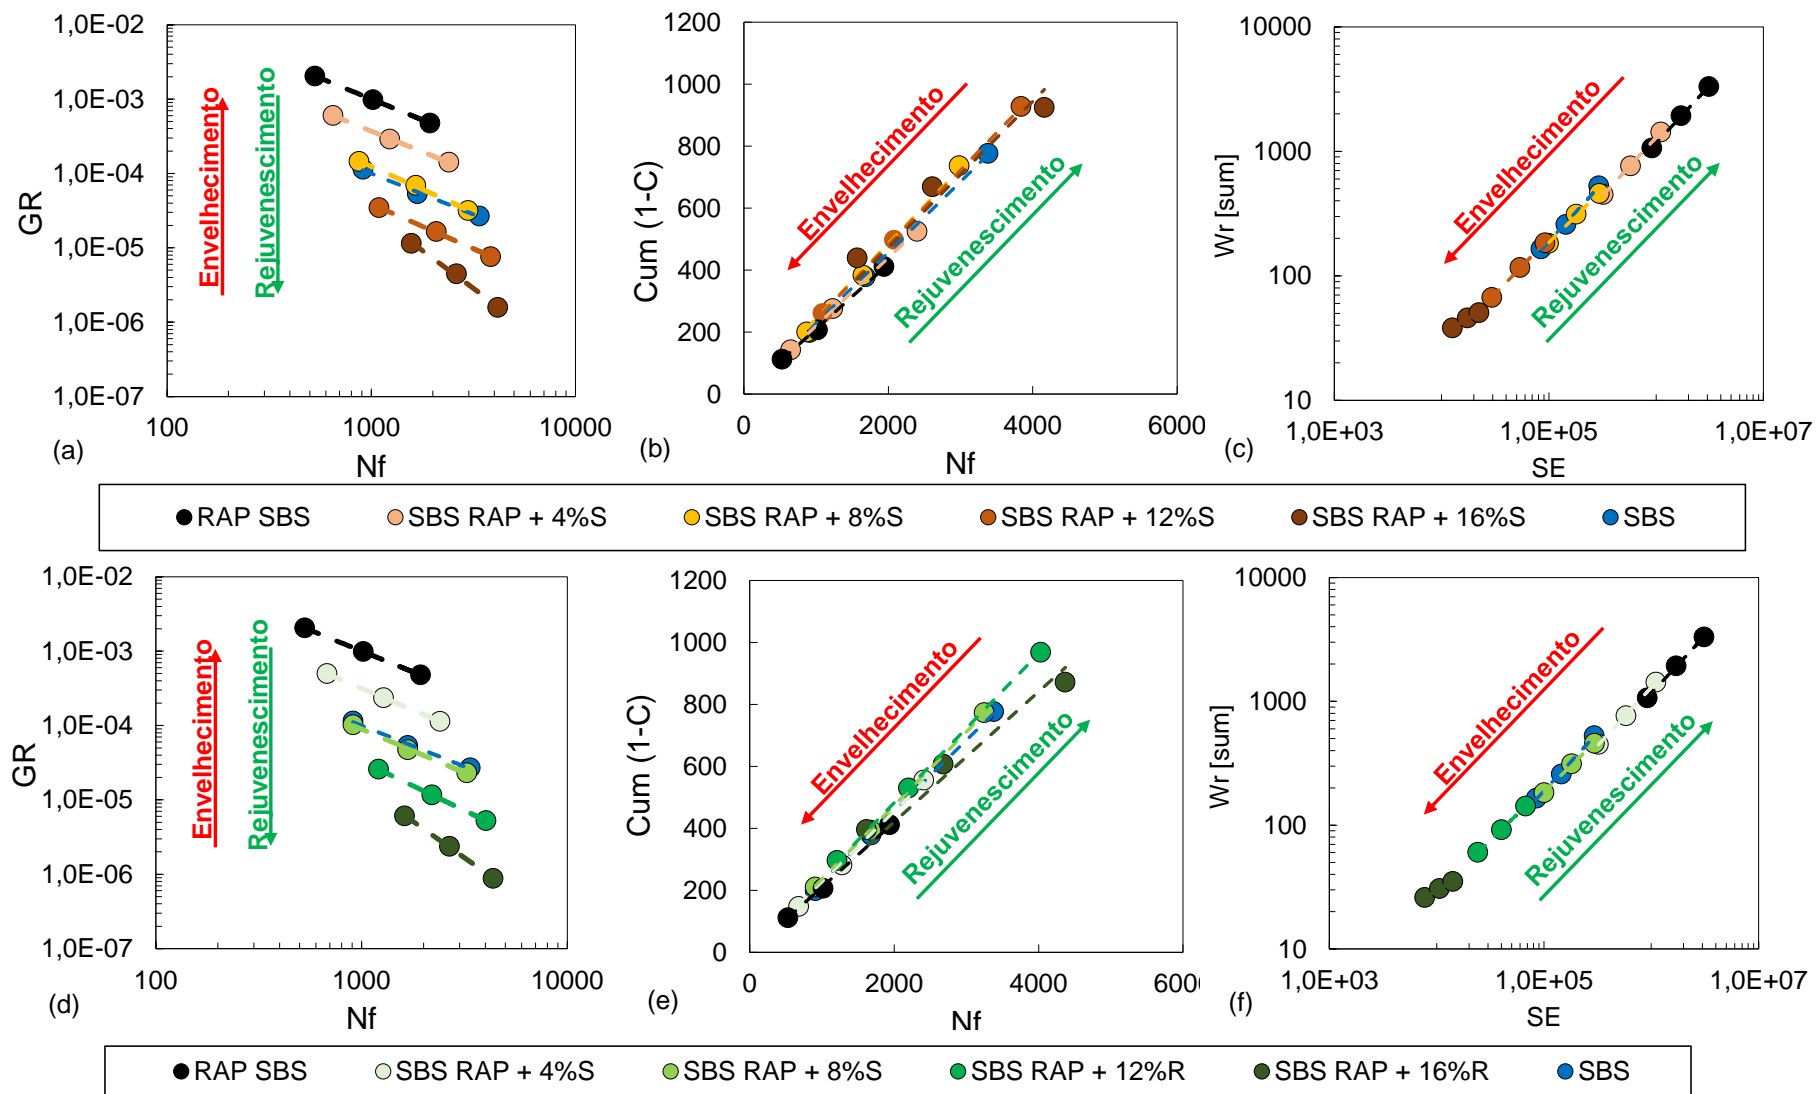 1,0E-02
1,0E-03
1,0E-04
1,0E-05
1,0E-06
1,0E-07
GR
Envelhecimento
Rejuvenescimento
100
1000
10000
(a)
Nf
1200
1000
800
600
400
200
0
Cum (1-C)
Envelhecimento
Rejuvenescimento
0
2000
4000
6000
(b)
Nf
10000
1000
100
10
Wr [sum]
Envelhecimento
Rejuvenescimento
1,0E+03
1,0E+05
1,0E+07
(c)
SE
RAP SBS SBS RAP + 4%S SBS RAP + 8%S SBS RAP + 12%S SBS RAP + 16%S SBS
1,0E-02
1,0E-03
1,0E-04
1,0E-05
1,0E-06
1,0E-07
GR
Envelhecimento
Rejuvenescimento
100
1000
10000
(d)
Nf
1200
1000
800
600
400
200
0
Cum (1-C)
Envelhecimento
Rejuvenescimento
0
2000
4000
6000
(e)
Nf
10000
1000
100
10
Wr [sum]
Envelhecimento
Rejuvenescimento
1,0E+03
1,0E+05
1,0E+07
(f)
SE
RAP SBS SBS RAP + 4%S SBS RAP + 8%S SBS RAP + 12%R SBS RAP + 16%R SBS